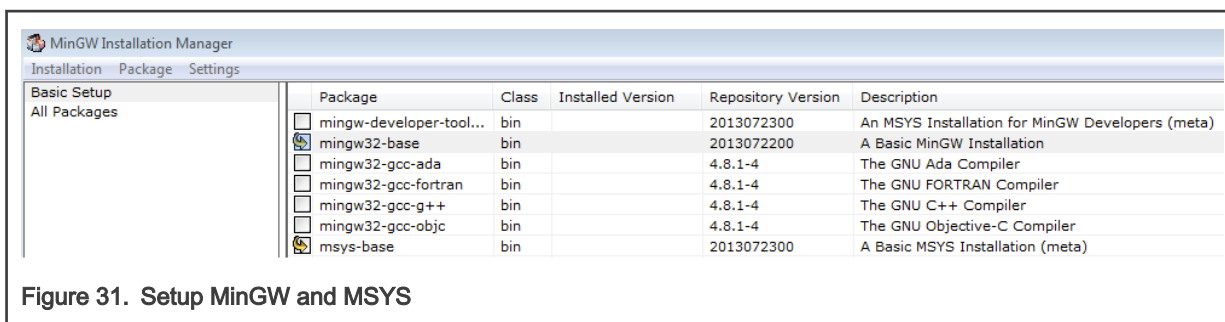 MinGW Installation Manager
Installation Package Settings
Basic Setup
All Packages
Package Class Installed Version Repository Version Description
mingw-developer-tool... bin 2013072300 An MSYS Installation for MinGW Developers (meta)
mingw32-base bin 2013072200 A Basic MinGW Installation
mingw32-gcc-ada bin 4.8.1-4 The GNU Ada Compiler
mingw32-gcc-fortran bin 4.8.1-4 The GNU FORTRAN Compiler
mingw32-gcc-g++ bin 4.8.1-4 The GNU C++ Compiler
mingw32-gcc-objc bin 4.8.1-4 The GNU Objective-C Compiler
msys-base bin 2013072300 A Basic MSYS Installation (meta)
Figure 31. Setup MinGW and MSYS